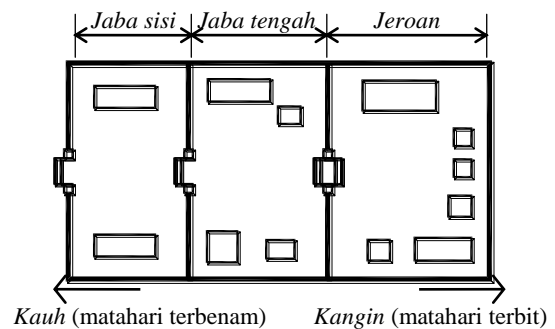 Jaba sisi Jaba tengah Jeroan
Kauh (matahari terbenam) Kangin (matahari terbit)